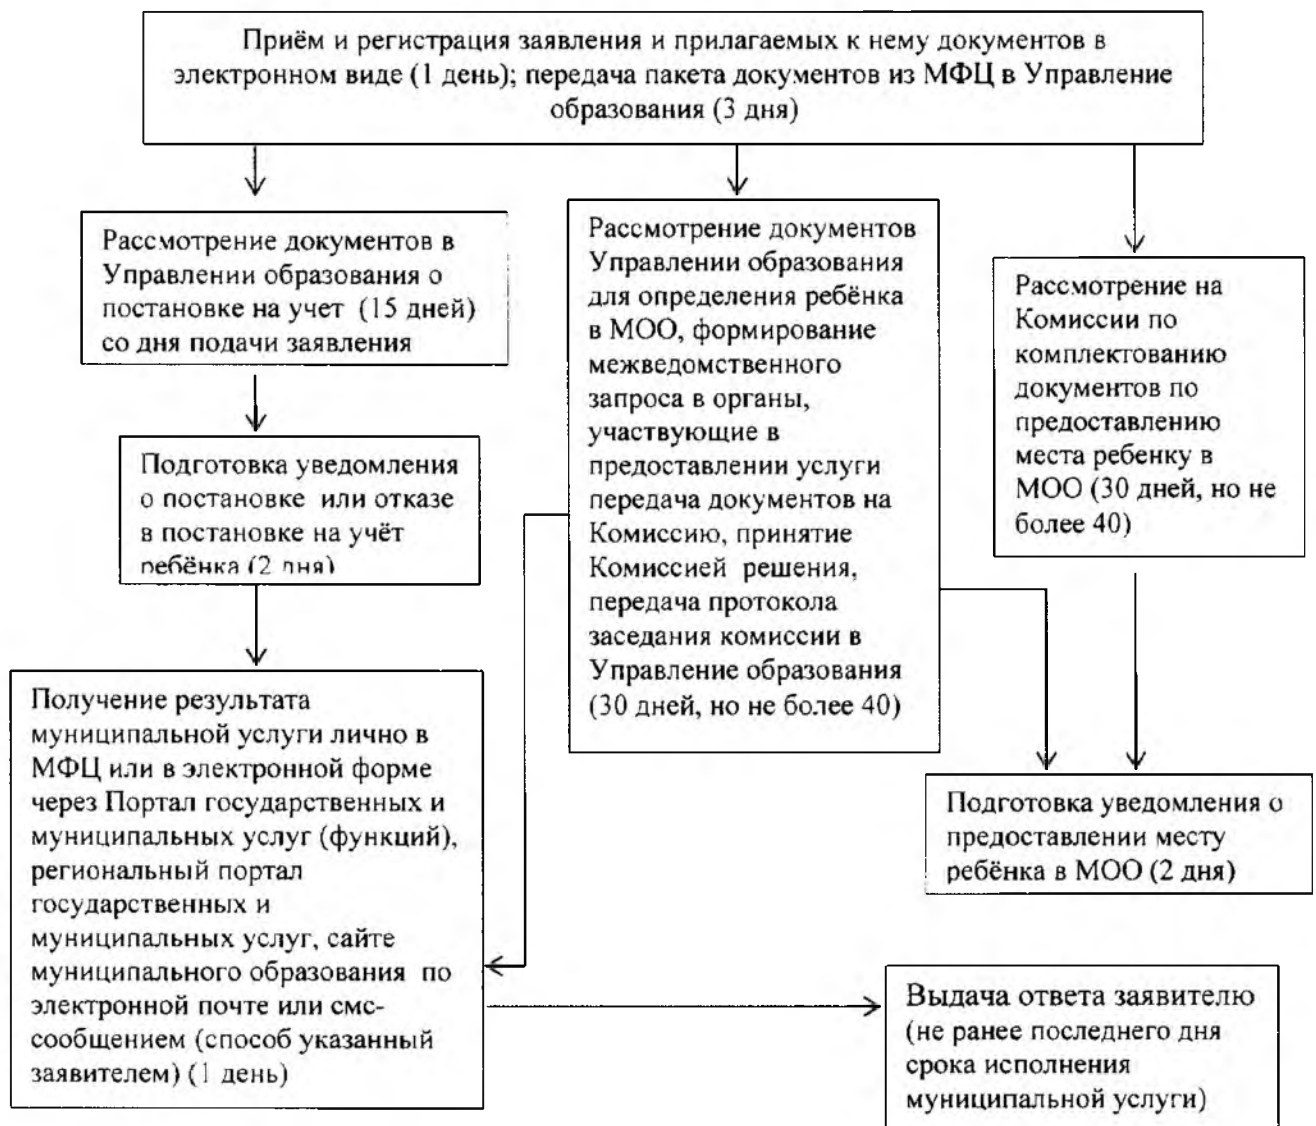 Приём и регистрация заявления и прилагаемых к нему документов в
электронном виде (1 день); передача пакета документов из МФЦ в Управление
образования (3 дня)
Рассмотрение документов в
Управлении образования о
постановке на учет (15 дней)
со дня подачи заявления
Подготовка уведомления
о постановке или отказе
в постановке на учёт
ребёнка (2 дня)
Получение результата
муниципальной услуги лично в
МФЦ или в электронной форме
через Портал государственных и
муниципальных услуг (функций),
региональный портал
государственных и
муниципальных услуг, сайте
муниципального образования по
электронной почте или смс-
сообщением (способ указанный
заявителем) (1 день)
Рассмотрение документов
Управлении образования
для определения ребёнка
в МОО, формирование
межведомственного
запроса в органы,
участвующие в
предоставлении услуги
передача документов на
Комиссию, принятие
Комиссией решения,
передача протокола
заседания комиссии в
Управление образования
(30 дней, но не более 40)
Рассмотрение на
Комиссии по
комплектованию
документов по
предоставлению
места ребенку в
МОО (30 дней, но не
более 40)
Подготовка уведомления о
предоставлении месту
ребёнка в МОО (2 дня)
Выдача ответа заявителю
(не ранее последнего дня
срока исполнения
муниципальной услуги)